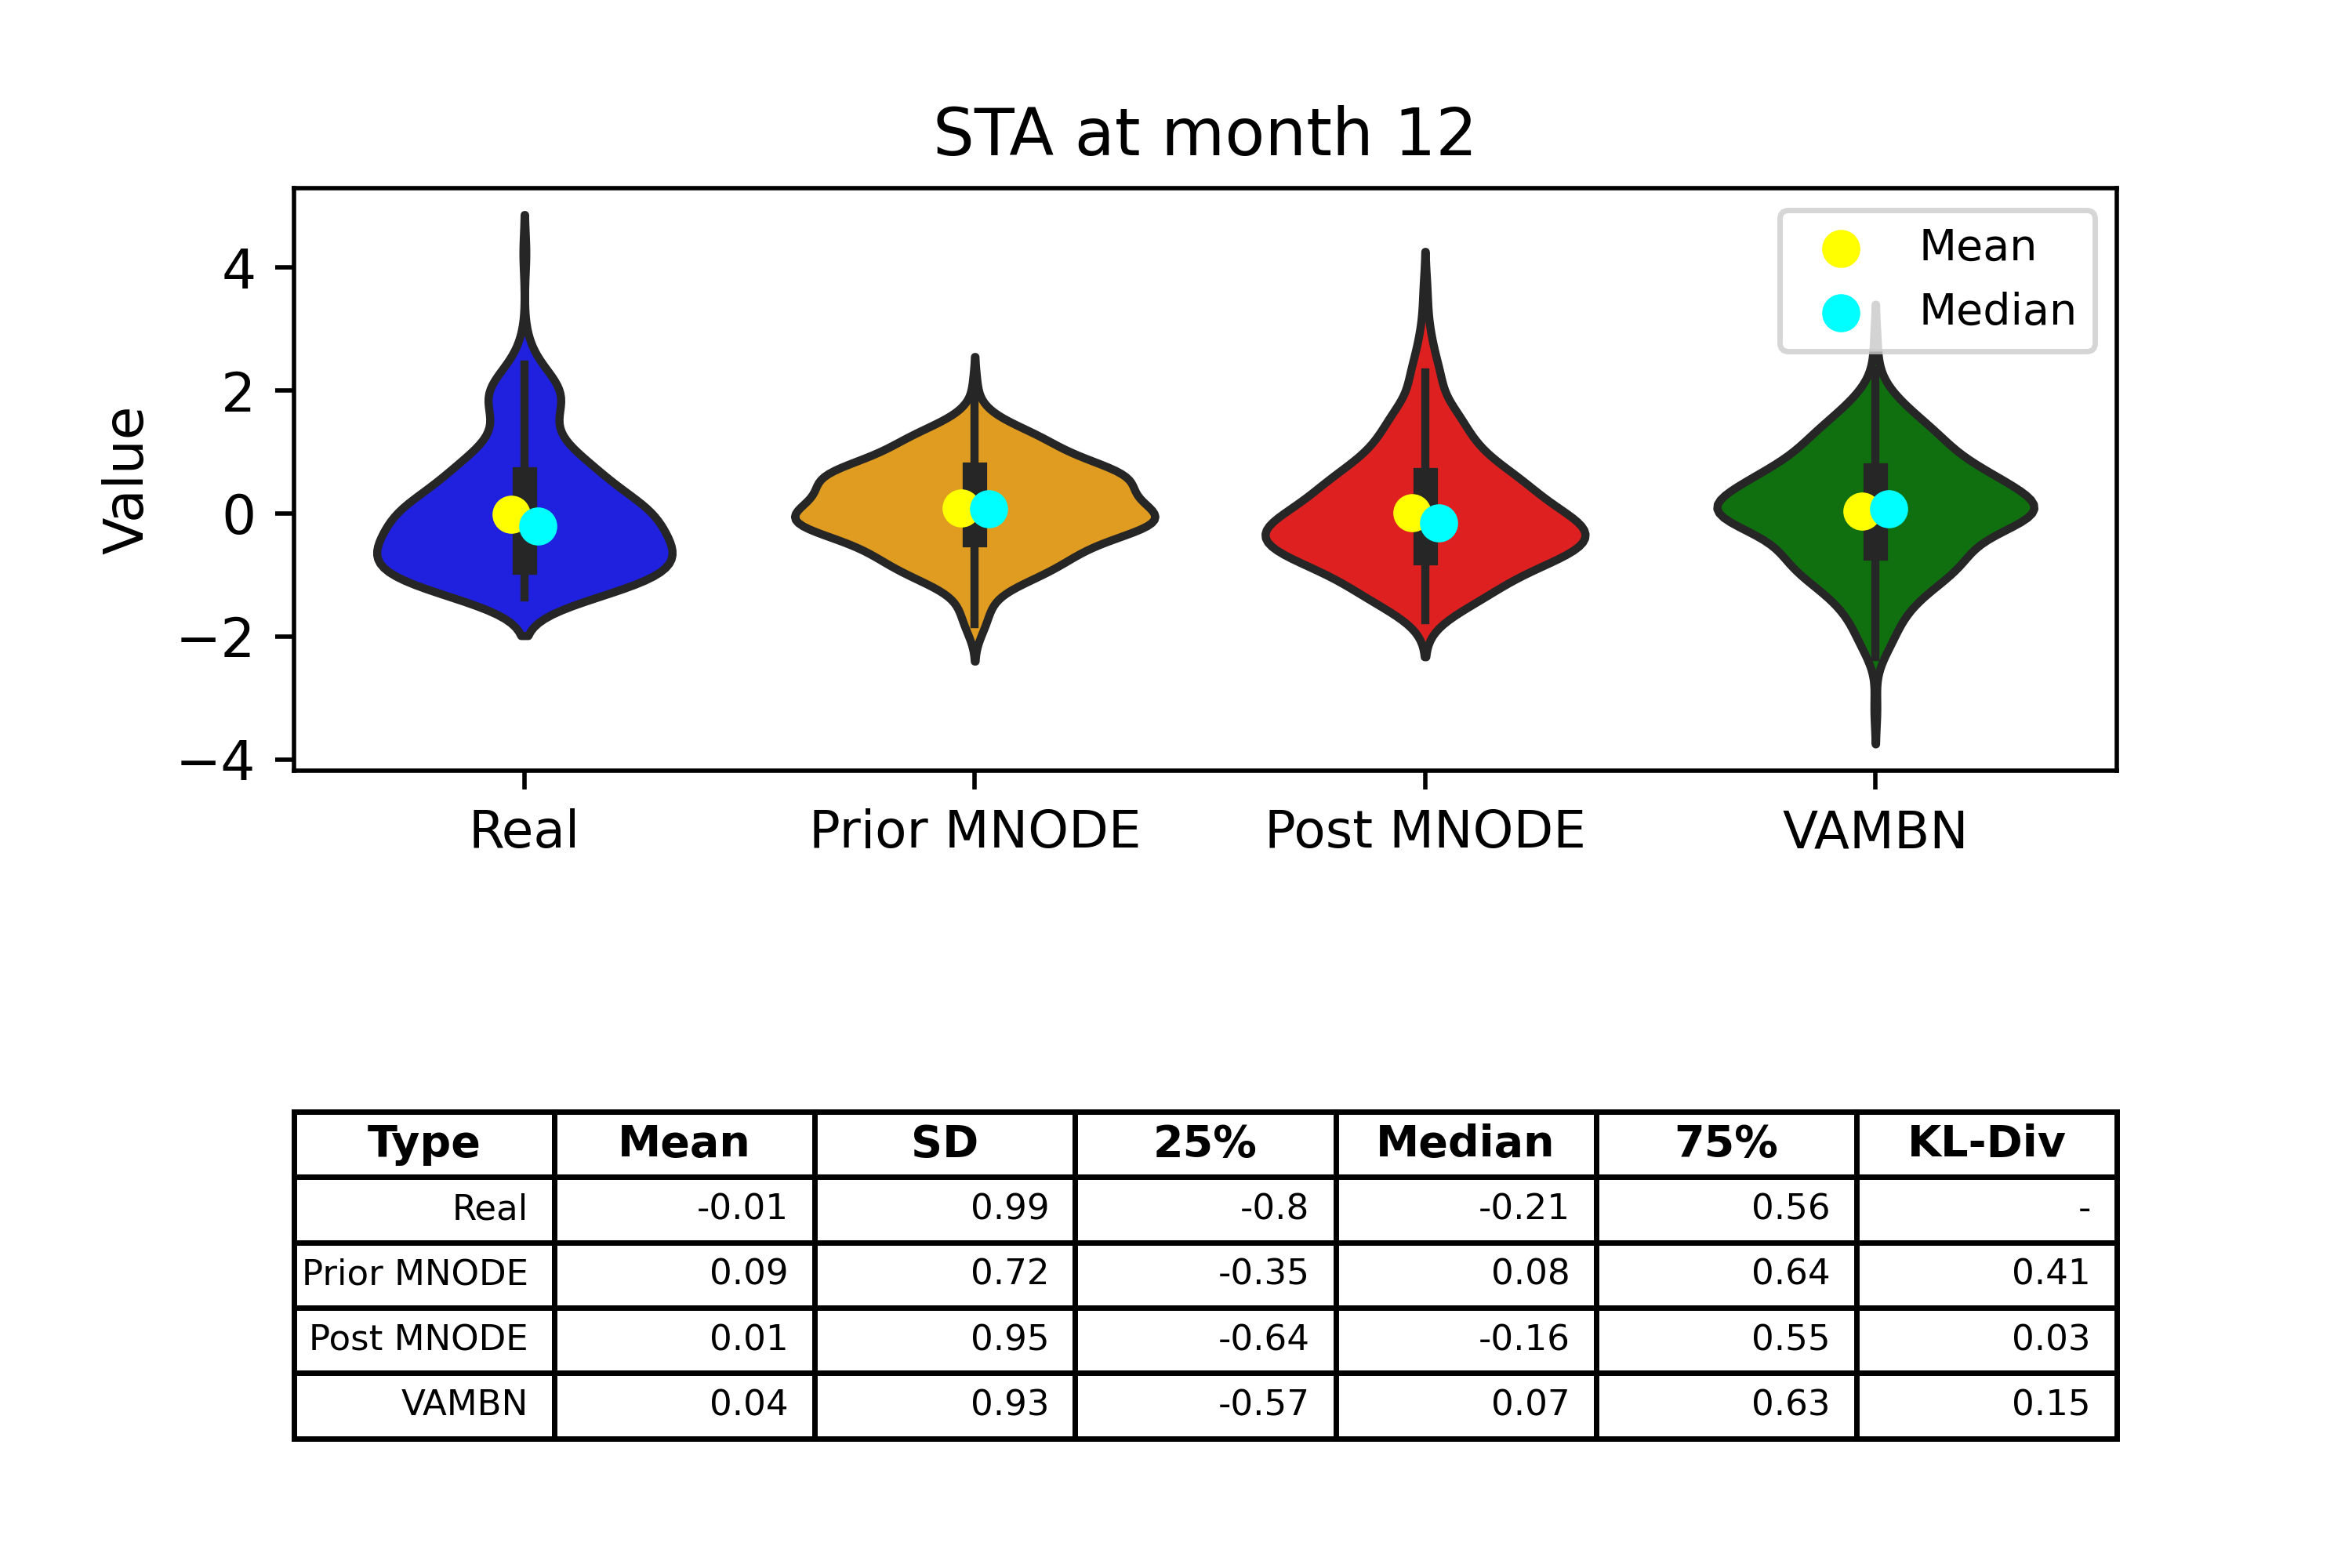 STA at month 12
Mean
Median
Value
4
2
0
−2
−4
Real Prior MNODE Post MNODE VAMBN
Type Mean SD 25% Median 75% KL-Div
Real -0.01 0.99 -0.8 -0.21 0.56 -
Prior MNODE 0.09 0.72 -0.35 0.08 0.64 0.41
Post MNODE 0.01 0.95 -0.64 -0.16 0.55 0.03
VAMBN 0.04 0.93 -0.57 0.07 0.63 0.15